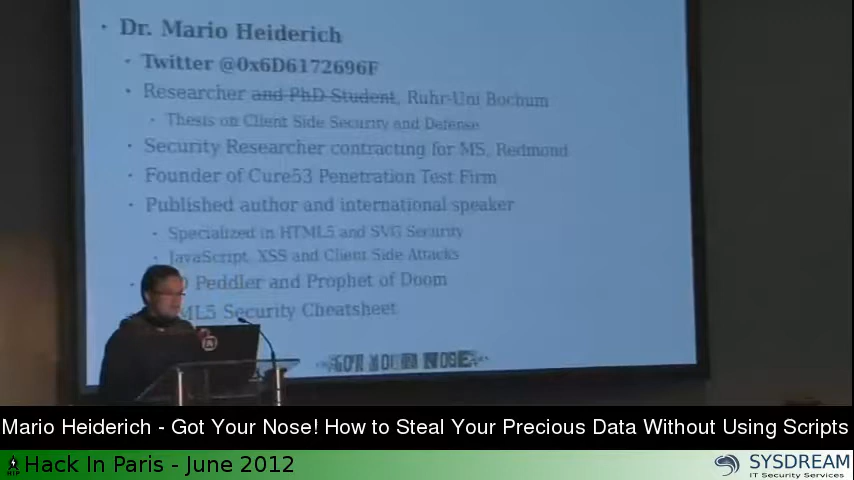 Dr. Mario Heiderich
Twitter @0x6D6172696F
Researcher and PhD Student, Ruhr-Uni Bochum
Thesis on Client Side Security and Defense
Security Researcher contracting for MS, Redmond
Founder of Cure53 Penetration Test Firm
Published author and international speaker
Specialized in HTML5 and SVG Security
JavaScript, XSS and Client Side Attacks
Peddler and Prophet of Doom
Security Cheatsheet
GOT YOUR NOSE
Mario Heiderich - Got Your Nose! How to Steal Your Precious Data Without Using Scripts
Hack In Paris - June 2012
SYSDREAM
IT Security Services